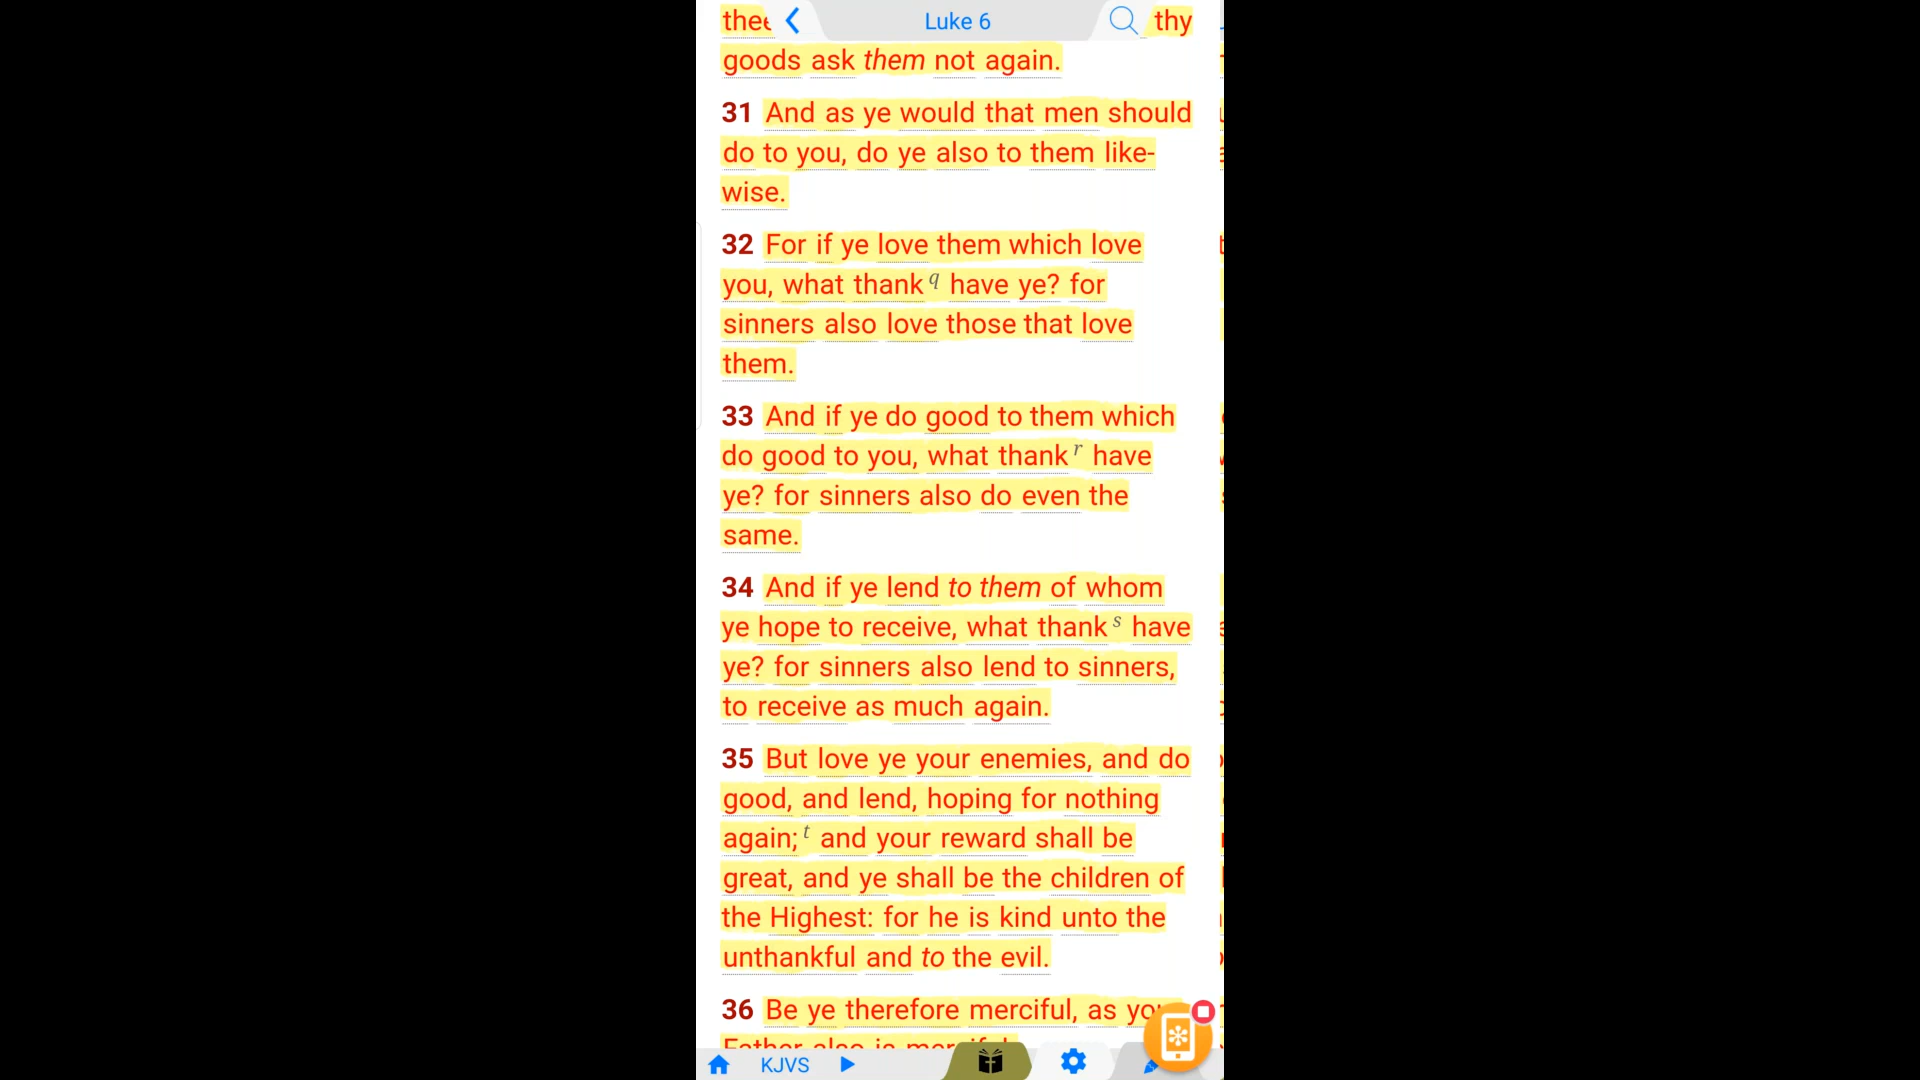 Luke 6
thy
goods ask them not again.
31 And as ye would that men should
do to you, do ye also to them like-
wise.
32 For if ye love them which love
you, what thank q have ye? for
sinners also love those that love
them.
33 And if ye do good to them which
do good to you, what thank r have
ye? for sinners also do even the
same.
34 And if ye lend to them of whom
ye hope to receive, what thank s have
ye? for sinners also lend to sinners,
to receive as much again.
35 But love ye your enemies, and do
good, and lend, hoping for nothing
again; t and your reward shall be
great, and ye shall be the children of
the Highest: for he is kind unto the
unthankful and to the evil.
36 Be ye therefore merciful, as
Father also is
KJVS